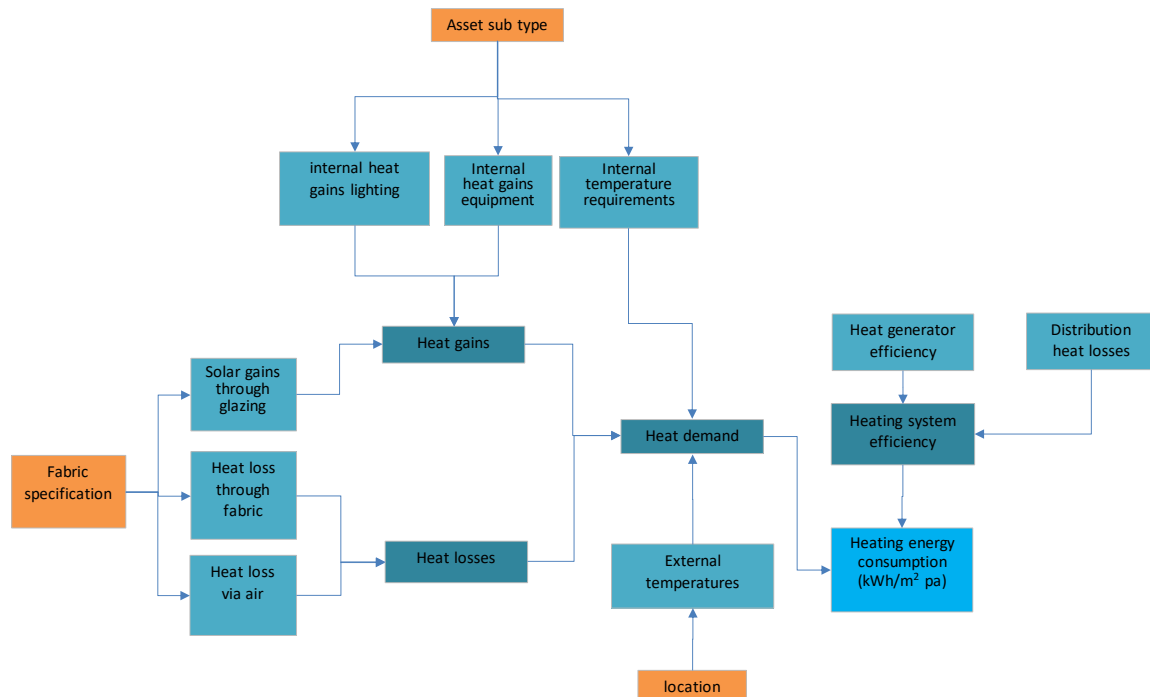 Asset sub type
internal heat
gains lighting
Internal
heat gains
equipment
Internal
temperature
requirements
Heat gains
Heat generator
efficiency
Distribution
heat losses
Solar gains
through
glazing
Heat demand
Heating system
efficiency
Fabric
specification
Heat loss
through
fabric
Heat losses
External
temperatures
Heating energy
consumption
(kWh/m² pa)
Heat loss
via air
location